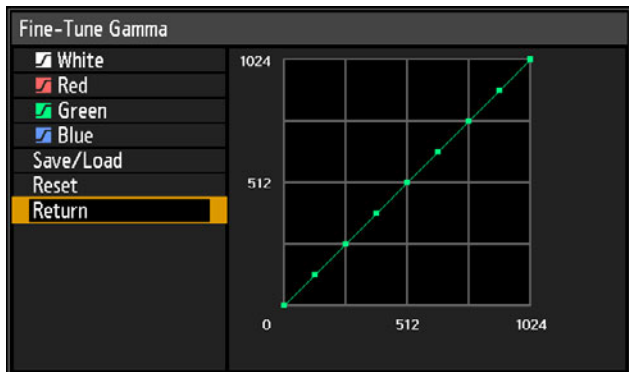 Fine-Tune Gamma
White
Red
Green
Blue
Save/Load
Reset
Return
1024
512
0 512 1024